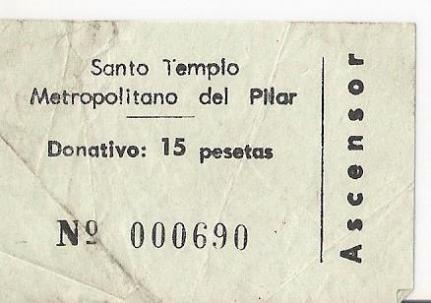 Santo Templo
Metropolitano del Pilar
Donativo: 15 pesetas
Nº 000690
Ascensor